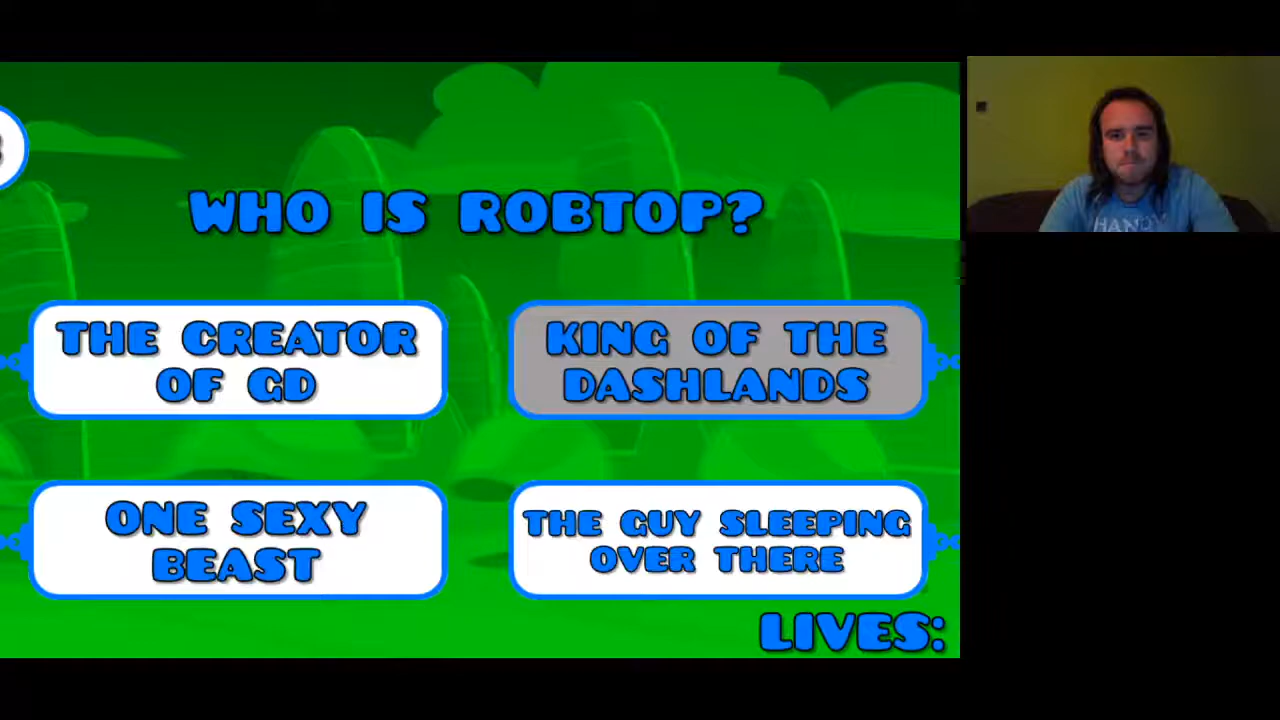 WHO IS ROBTOP?
THE CREATOR
OF GD
KING OF THE
DASHLANDS
ONE SEXY
BEAST
THE GUY SLEEPING
OVER THERE
LIVES:
HANDY